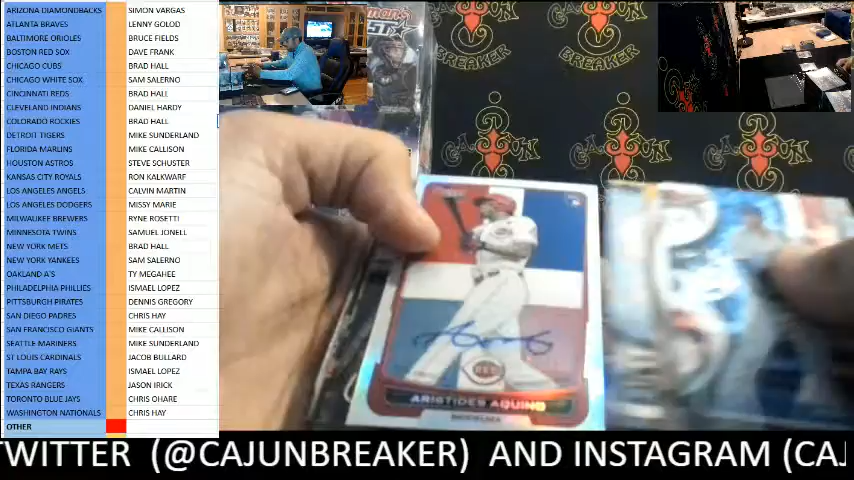 ARIZONA DIAMONDBACKS SIMON VARGAS
ATLANTA BRAVES LENNY GOLOD
BALTIMORE ORIOLES BRUCE FIELDS
BOSTON RED SOX DAVE FRANK
CHICAGO CUBS BRAD HALL
CHICAGO WHITE SOX SAM SALERNO
CINCINNATI REDS BRAD HALL
CLEVELAND INDIANS DANIEL HARDY
COLORADO ROCKIES BRAD HALL
DETROIT TIGERS MIKE SUNDERLAND
FLORIDA MARLINS MIKE CALLISON
HOUSTON ASTROS STEVE SCHUSTER
KANSAS CITY ROYALS RON KALKWARF
LOS ANGELES ANGELS CALVIN MARTIN
LOS ANGELES DODGERS MISSY MARIE
MILWAUKEE BREWERS RYNE ROSETTI
MINNESOTA TWINS SAMUEL JONELL
NEW YORK METS BRAD HALL
NEW YORK YANKEES SAM SALERNO
OAKLAND A'S TY MEGAHEE
PHILADELPHIA PHILLIES ISMAEL LOPEZ
PITTSBURGH PIRATES DENNIS GREGORY
SAN DIEGO PADRES CHRIS HAY
SAN FRANCISCO GIANTS MIKE CALLISON
SEATTLE MARINERS MIKE SUNDERLAND
ST LOUIS CARDINALS JACOB BULLARD
TAMPA BAY RAYS ISMAEL LOPEZ
TEXAS RANGERS JASON IRICK
TORONTO BLUE JAYS CHRIS OHARE
WASHINGTON NATIONALS CHRIS HAY
OTHER
CAJUN
BREAKER
REDS
ARISTIDES AQUINO
WITTER (@CAJUNBREAKER) AND INSTAGRAM (CAJ